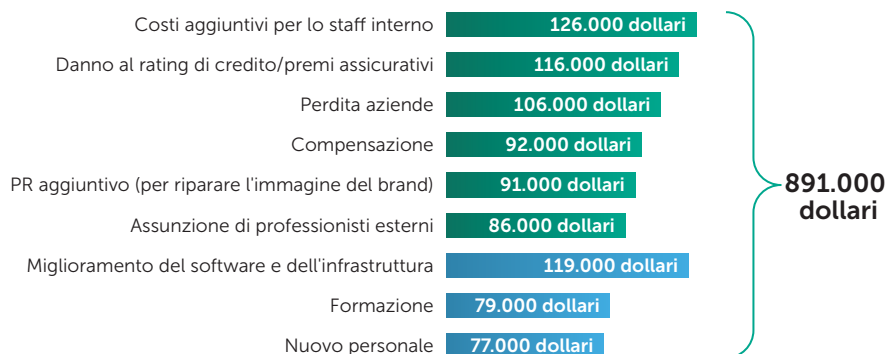 Costi aggiuntivi per lo staff interno 126.000 dollari
Danno al rating di credito/premi assicurativi 116.000 dollari
Perdita aziende 106.000 dollari
Compensazione 92.000 dollari
PR aggiuntivo (per riparare l'immagine del brand) 91.000 dollari
Assunzione di professionisti esterni 86.000 dollari
Miglioramento del software e dell'infrastruttura 119.000 dollari
Formazione 79.000 dollari
Nuovo personale 77.000 dollari
891.000
dollari